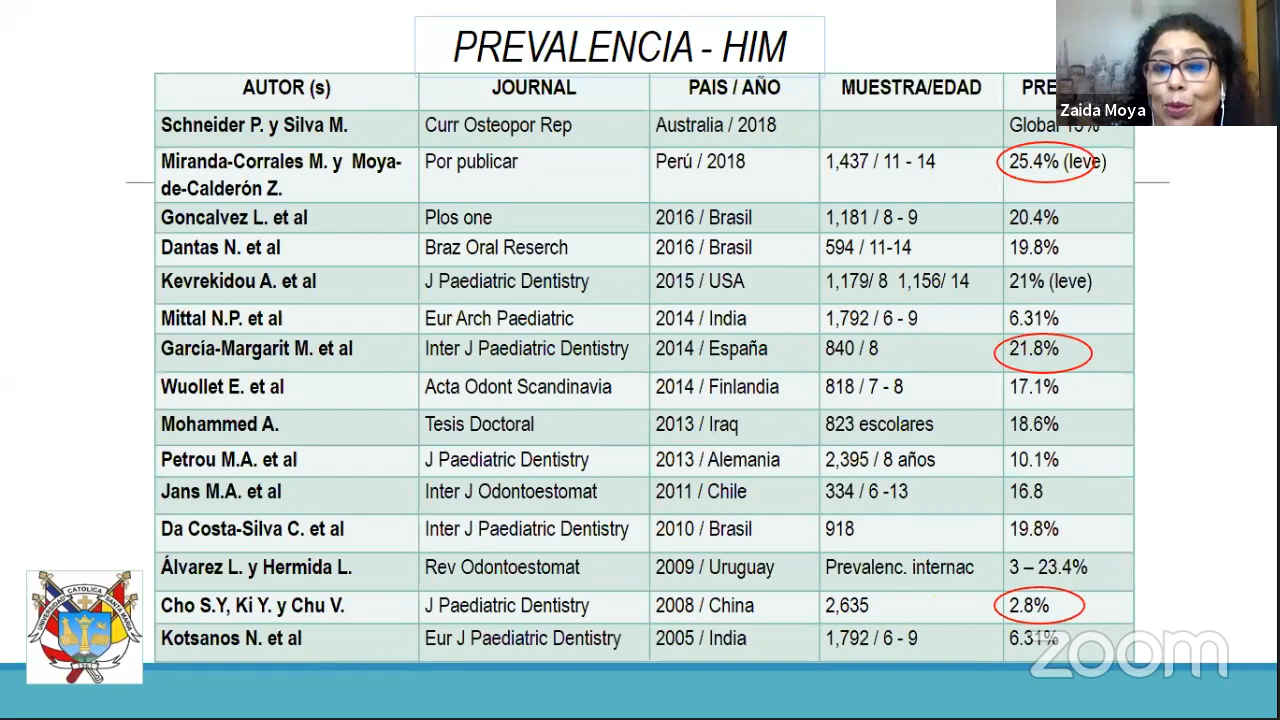 PREVALENCIA - HIM
Zaida Moya
AUTOR (s) JOURNAL PAIS / AÑO MUESTRA/EDAD PRE
Schneider P. y Silva M. Curr Osteopor Rep Australia / 2018 Global 15%
Miranda-Corrales M. y Moya- Por publicar Perú / 2018 1,437 / 11 - 14 25.4% (leve)
de-Calderón Z.
Goncalvez L. et al Plos one 2016 / Brasil 1,181 / 8 - 9 20.4%
Dantas N. et al Braz Oral Reserch 2016 / Brasil 594 / 11-14 19.8%
Kevrekidou A. et al J Paediatric Dentistry 2015 / USA 1,179/ 8 1,156/ 14 21% (leve)
Mittal N.P. et al Eur Arch Paediatric 2014 / India 1,792 / 6 - 9 6.31%
García-Margarit M. et al Inter J Paediatric Dentistry 2014 / España 840 / 8 21.8%
Wuollet E. et al Acta Odont Scandinavia 2014 / Finlandia 818 / 7 - 8 17.1%
Mohammed A. Tesis Doctoral 2013 / Iraq 823 escolares 18.6%
Petrou M.A. et al J Paediatric Dentistry 2013 / Alemania 2,395 / 8 años 10.1%
Jans M.A. et al Inter J Odontoestomat 2011 / Chile 334 / 6 -13 16.8
Da Costa-Silva C. et al Inter J Paediatric Dentistry 2010 / Brasil 918 19.8%
Álvarez L. y Hermida L. Rev Odontoestomat 2009 / Uruguay Prevalenc. internac 3 – 23.4%
Cho S.Y, Ki Y. y Chu V. J Paediatric Dentistry 2008 / China 2,635 2.8%
Kotsanos N. et al Eur J Paediatric Dentistry 2005 / India 1,792 / 6 - 9 6.31%
UNIVERSIDAD CATOLICA SANTA MARIA
1961
zoom